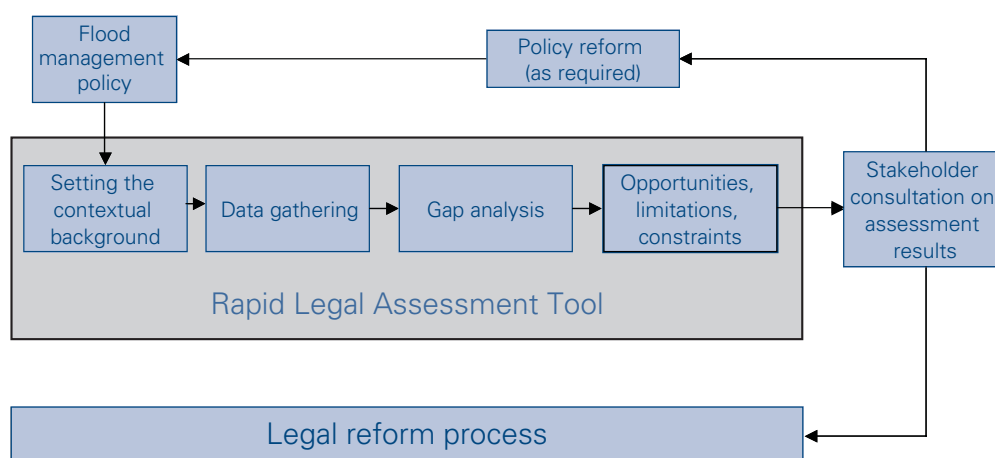 Flood
management
policy
Policy reform
(as required)
Setting the
contextual
background
Data gathering
Gap analysis
Opportunities,
limitations,
constraints
Stakeholder
consultation on
assessment
results
Rapid Legal Assessment Tool
Legal reform process